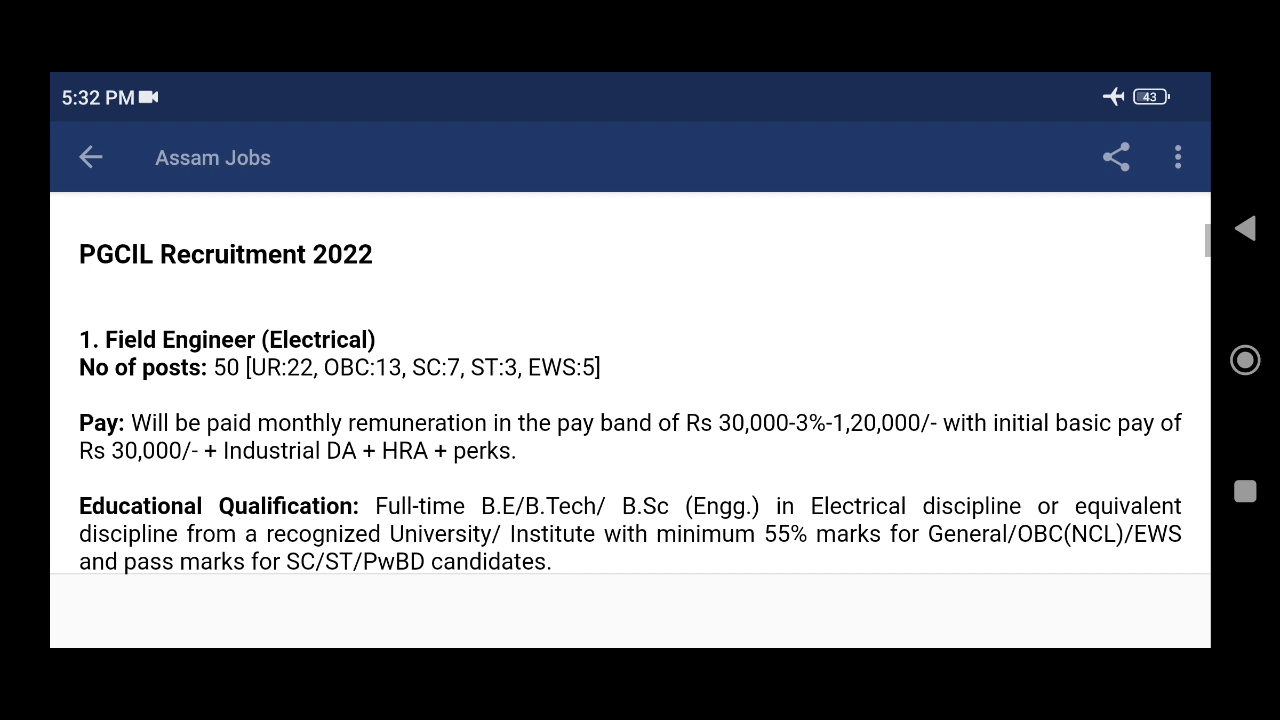 5:32 PM
43
Assam Jobs
PGCIL Recruitment 2022
1. Field Engineer (Electrical)
No of posts: 50 [UR:22, OBC:13, SC:7, ST:3, EWS:5]
Pay: Will be paid monthly remuneration in the pay band of Rs 30,000-3%-1,20,000/- with initial basic pay of
Rs 30,000/- + Industrial DA + HRA + perks.
Educational Qualification: Full-time B.E/B.Tech/ B.Sc (Engg.) in Electrical discipline or equivalent
discipline from a recognized University/ Institute with minimum 55% marks for General/OBC(NCL)/EWS
and pass marks for SC/ST/PwBD candidates.